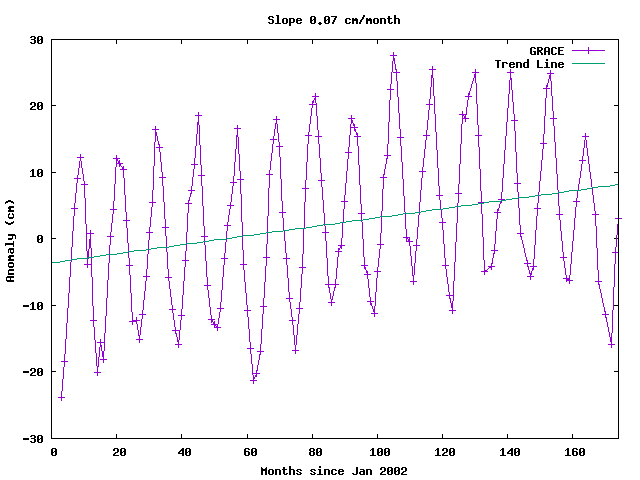 Slope 0.07 cm/month
GRACE
Trend Line
30
20
10
0
-10
-20
-30
Anomaly (cm)
0 20 40 60 80 100 120 140 160
Months since Jan 2002